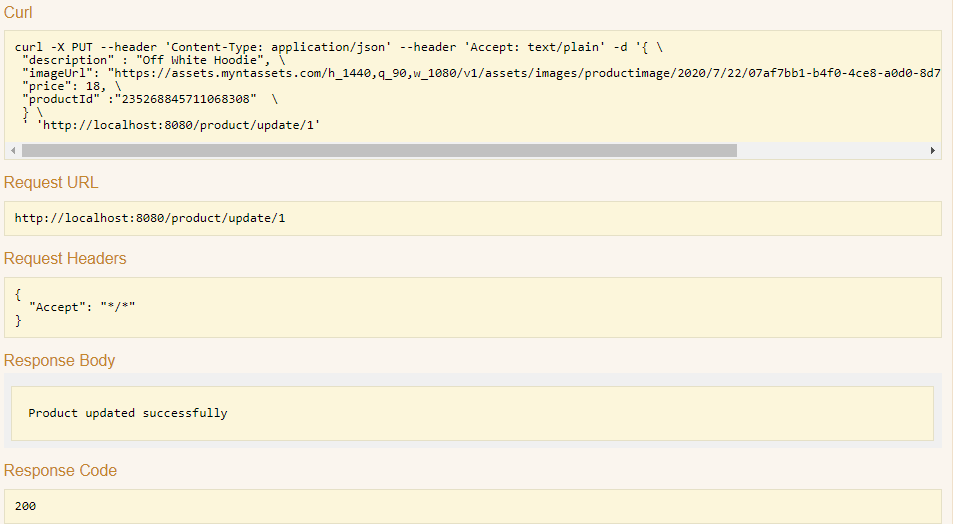 Curl
curl -X PUT --header 'Content-Type: application/json' --header 'Accept: text/plain' -d '{ \
"description" : "Off White Hoodie", \
"imageUrl": "https://assets.myntassets.com/h_1440,q_90,w_1080/v1/assets/images/productimage/2020/7/22/07af7bb1-b4f0-4ce8-a0d0-8d7
"price": 18, \
"productId" :"235268845711068308"  \
} \
' 'http://localhost:8080/product/update/1'
Request URL
http://localhost:8080/product/update/1
Request Headers
{
"Accept": "*/*"
}
Response Body
Product updated successfully
Response Code
200